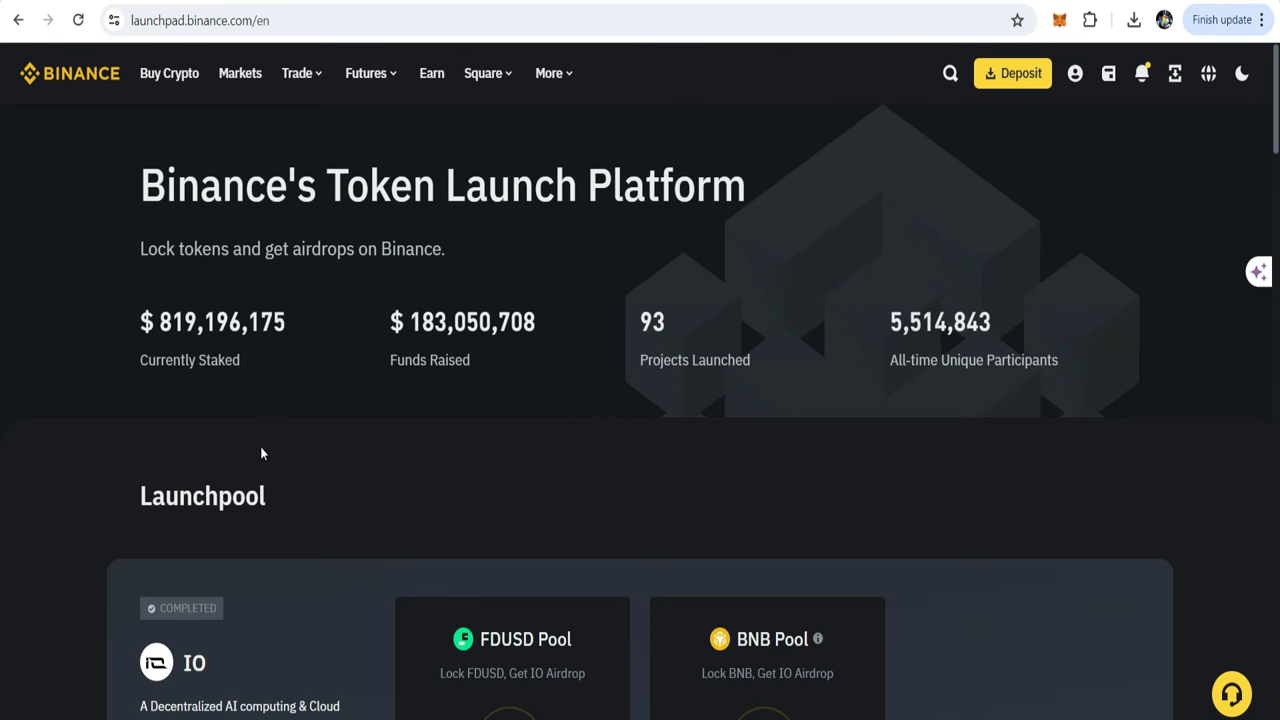 launchpad.binance.com/en
Finish update
BINANCE Buy Crypto Markets Trade Futures Earn Square More Deposit
Binance's Token Launch Platform
Lock tokens and get airdrops on Binance.
$ 819,196,175 $ 183,050,708 93 5,514,843
Currently Staked Funds Raised Projects Launched All-time Unique Participants
Launchpool
COMPLETED
IO
A Decentralized AI computing & Cloud
FDUSD Pool
Lock FDUSD, Get IO Airdrop
BNB Pool
Lock BNB, Get IO Airdrop